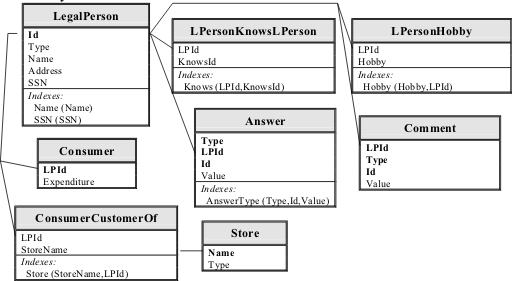 LegalPerson
Id
Type
Name
Address
SSN
Indexes:
Name (Name)
SSN (SSN)
LPersonKnowsLPerson
LPId
KnowsId
Indexes:
Knows (LPId,KnowsId)
LPersonHobby
LPId
Hobby
Indexes:
Hobby (Hobby,LPId)
Consumer
LPId
Expenditure
Answer
Type
LPId
Id
Value
Indexes:
AnswerType (Type,Id,Value)
Comment
LPId
Type
Id
Value
ConsumerCustomerOf
LPId
StoreName
Indexes:
Store (StoreName,LPId)
Store
Name
Type